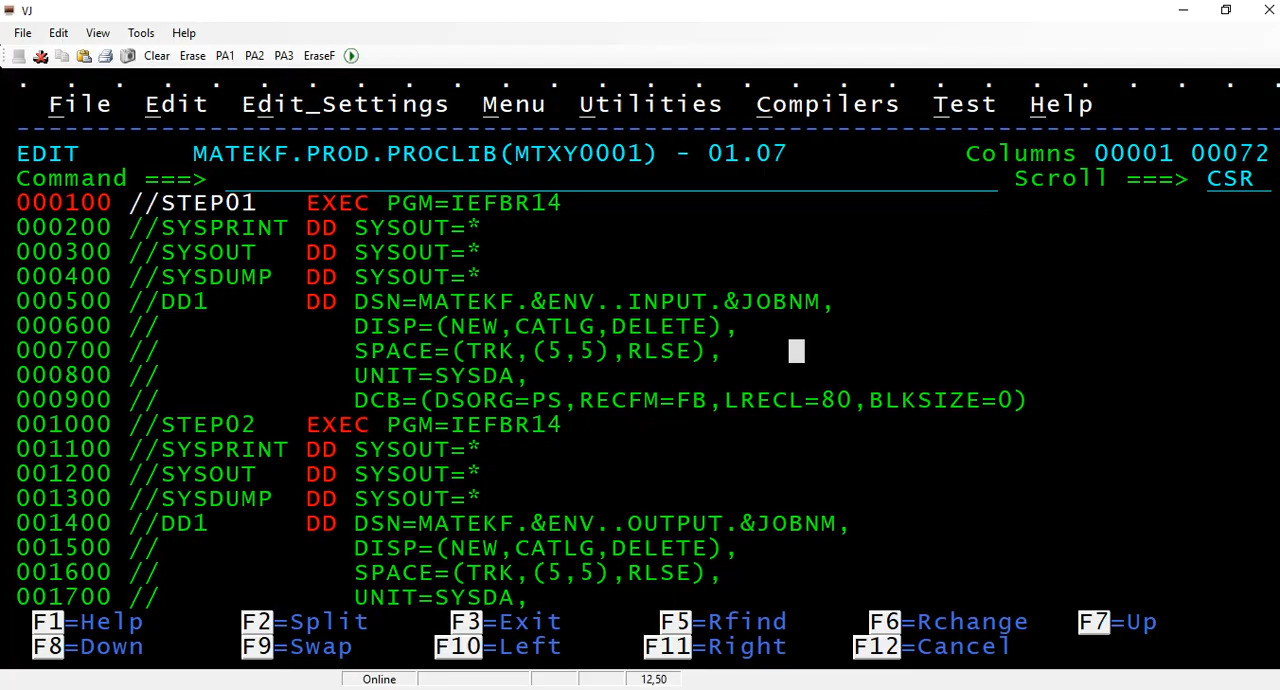 VJ
File Edit View Tools Help
Clear Erase PA1 PA2 PA3 EraseF
File Edit Edit_Settings Menu Utilities Compilers Test Help
EDIT MATEKF.PROD.PROCLIB(MTXY0001) - 01.07 Columns 00001 00072
Command ===> Scroll ===> CSR
000100 //STEP01 EXEC PGM=IEFBR14
000200 //SYSPRINT DD SYSOUT=*
000300 //SYSOUT DD SYSOUT=*
000400 //SYSDUMP DD SYSOUT=*
000500 //DD1 DD DSN=MATEKF.&ENV..INPUT.&JOBNM,
000600 // DISP=(NEW,CATLG,DELETE),
000700 // SPACE=(TRK,(5,5),RLSE),
000800 // UNIT=SYSDA,
000900 // DCB=(DSORG=PS,RECFM=FB,LRECL=80,BLKSIZE=0)
001000 //STEP02 EXEC PGM=IEFBR14
001100 //SYSPRINT DD SYSOUT=*
001200 //SYSOUT DD SYSOUT=*
001300 //SYSDUMP DD SYSOUT=*
001400 //DD1 DD DSN=MATEKF.&ENV..OUTPUT.&JOBNM,
001500 // DISP=(NEW,CATLG,DELETE),
001600 // SPACE=(TRK,(5,5),RLSE),
001700 // UNIT=SYSDA,
F1=Help F2=Split F3=Exit F5=Rfind F6=Rchange F7=Up
F8=Down F9=Swap F10=Left F11=Right F12=Cancel
Online 12,50